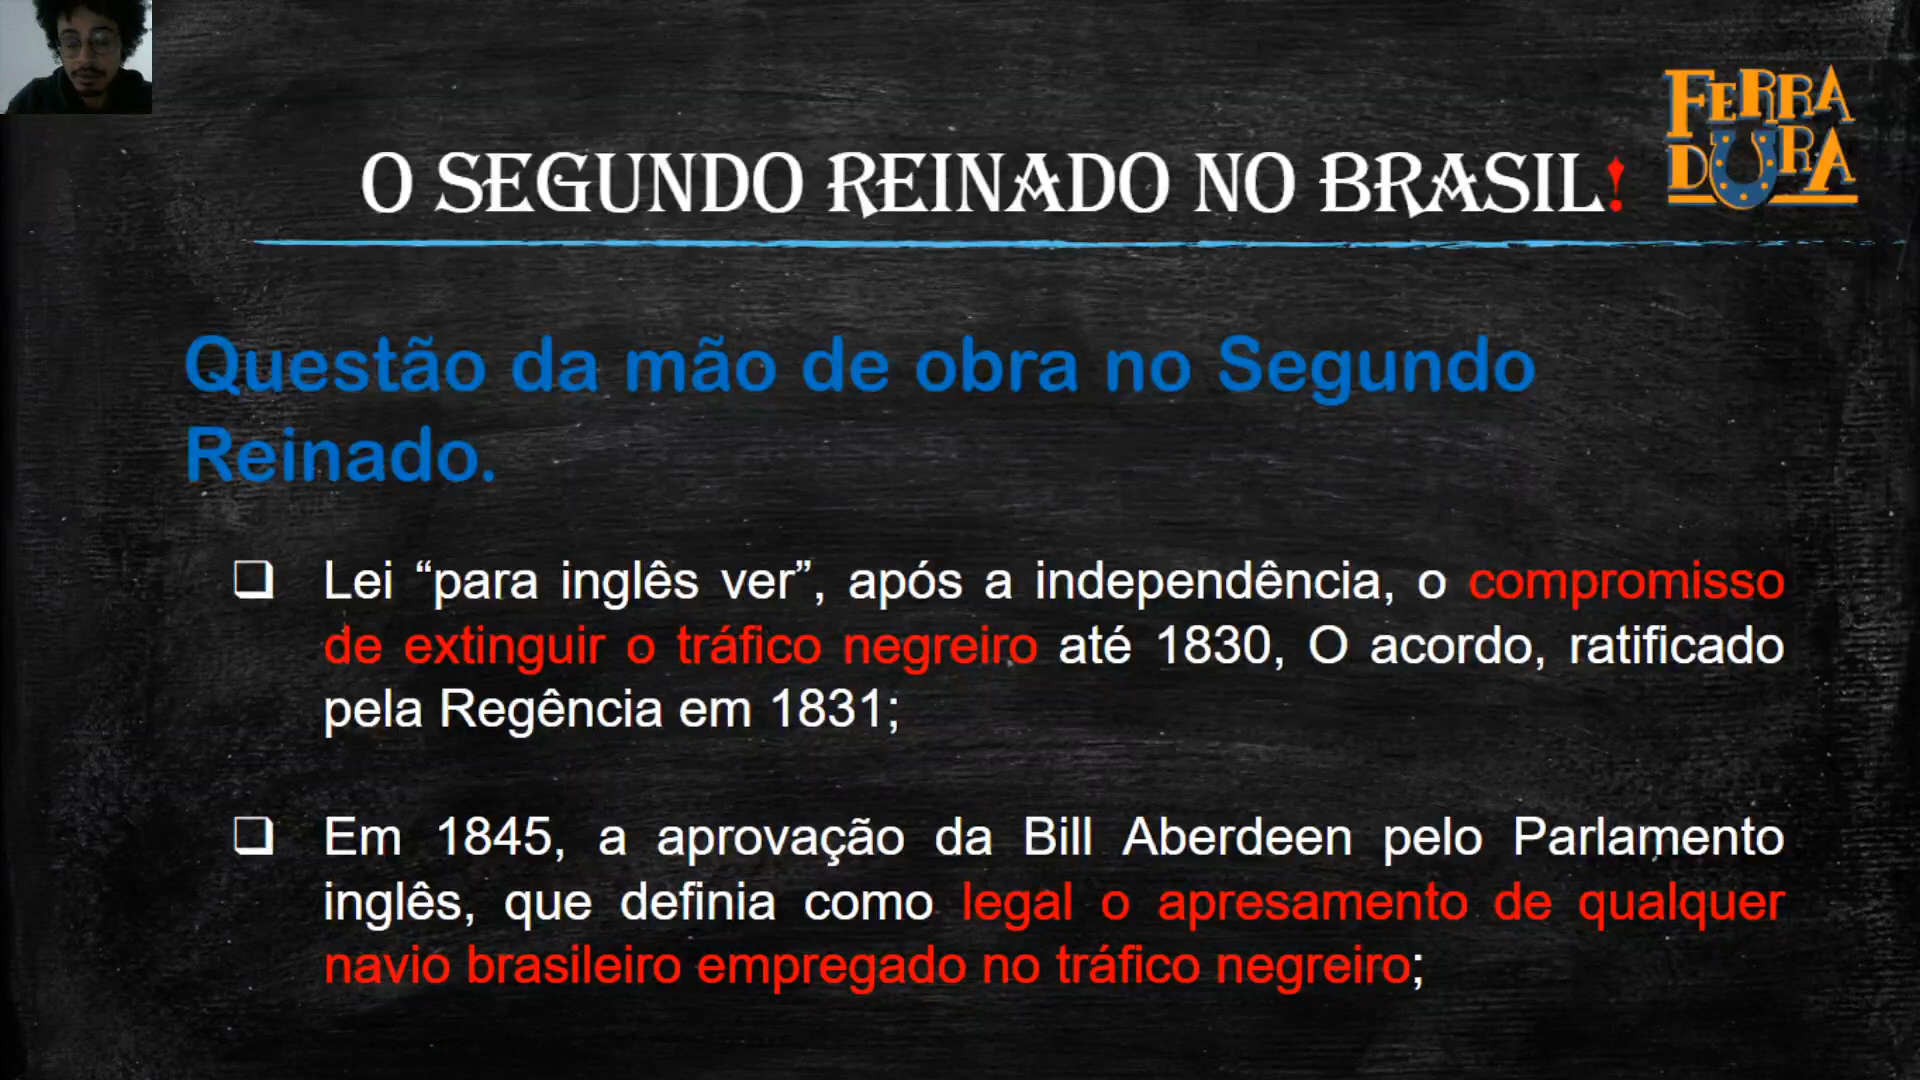 FERRA
DURA
O SEGUNDO REINADO NO BRASIL!
Questão da mão de obra no Segundo
Reinado.
Lei “para inglês ver”, após a independência, o compromisso
de extinguir o tráfico negreiro até 1830, O acordo, ratificado
pela Regência em 1831;
Em 1845, a aprovação da Bill Aberdeen pelo Parlamento
inglês, que definia como legal o apresamento de qualquer
navio brasileiro empregado no tráfico negreiro;